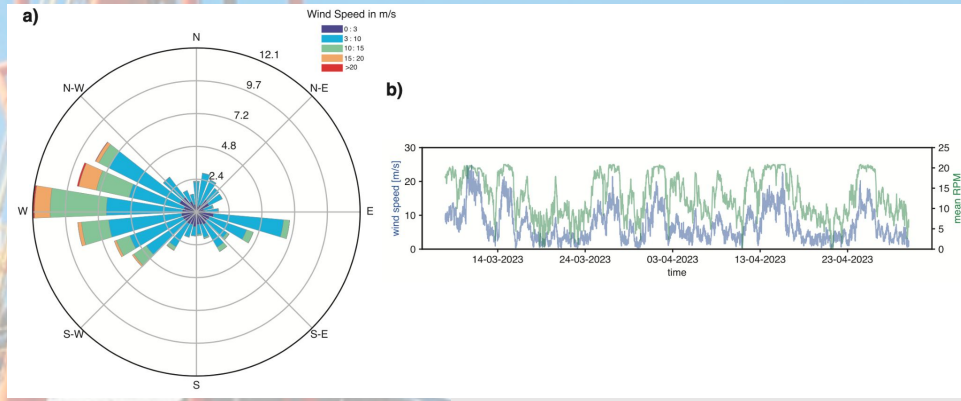 a)
Wind Speed in m/s
0 : 3
3 : 10
10 : 15
15 : 20
>20
N
N-E
E
S-E
S
S-W
W
N-W
12.1
9.7
7.2
4.8
2.4
b)
wind speed [m/s]
30
20
10
0
25
20
15
10
5
0
mean RPM
14-03-2023 24-03-2023 03-04-2023 13-04-2023 23-04-2023
time